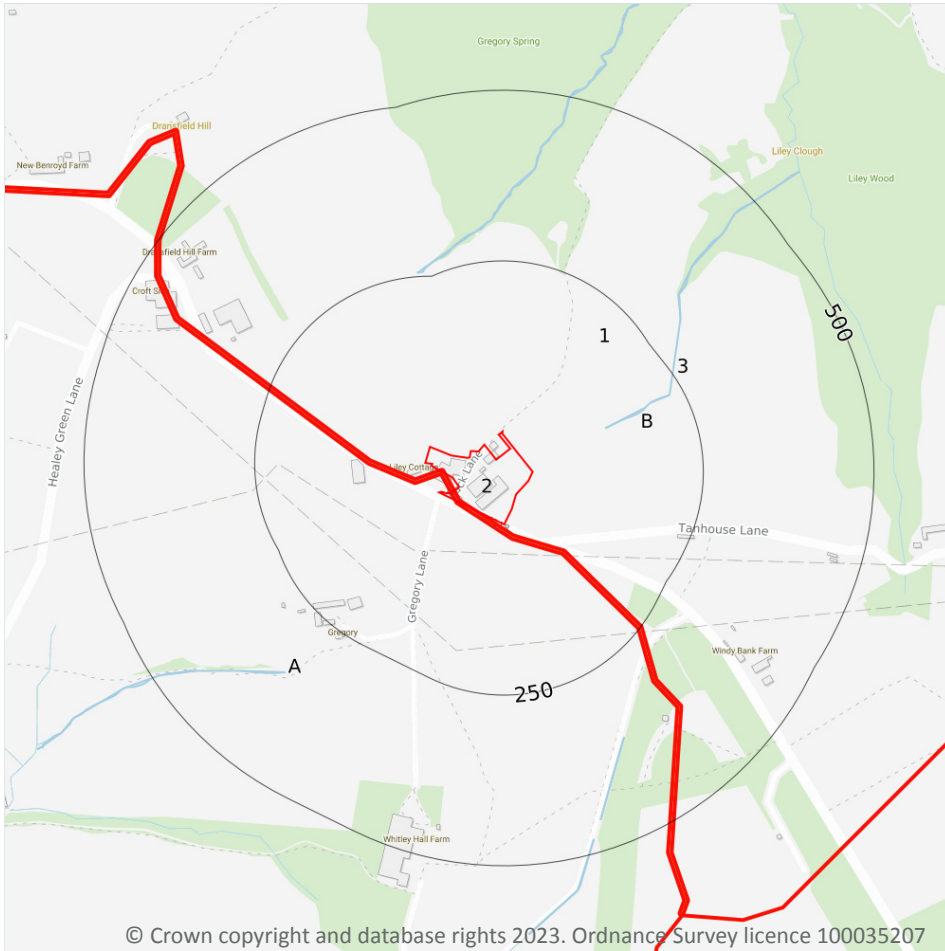 Gregory Spring
Dransfield Hill
Liley Clough
New Benroyd Farm
Liley Wood
Dransfield Hill Farm
500
1
3
Healey Green Lane
B
Liley Cottage
2
Tanhouse Lane
Gregory Lane
Gregory
Windy Bank Farm
A
250
Whitley Hall Farm
© Crown copyright and database rights 2023. Ordnance Survey licence 100035207